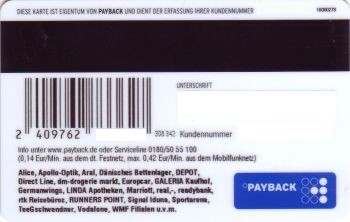 DIESE KARTE IST EIGENTUM VON PAYBACK UND DIENT DER ERFASSUNG IHRER KUNDENNUMMER
UNTERSCHRIFT
2 409762
308 342 Kundennummer
Info unter www.payback.de oder Serviceline 0180/50 55 100
(0,14 Eur/Min. aus dem dt. Festnetz, max. 0,42 Eur/Min. aus dem Mobilfunknetz)
Alice, Apollo-Optik, Aral, Dänisches Bettenlager, DEPOT,
Direct Line, dm-drogerie markt, Europcar, GALERIA Kaufhof,
Germanwings, LINDA Apotheken, Marriott, real,-, readybank,
rtk Reisebüros, RUNNERS POINT, Signal Iduna, Sportarena,
TeeGschwendner, Vodafone, WMF Filialen u.v.m.
PAYBACK